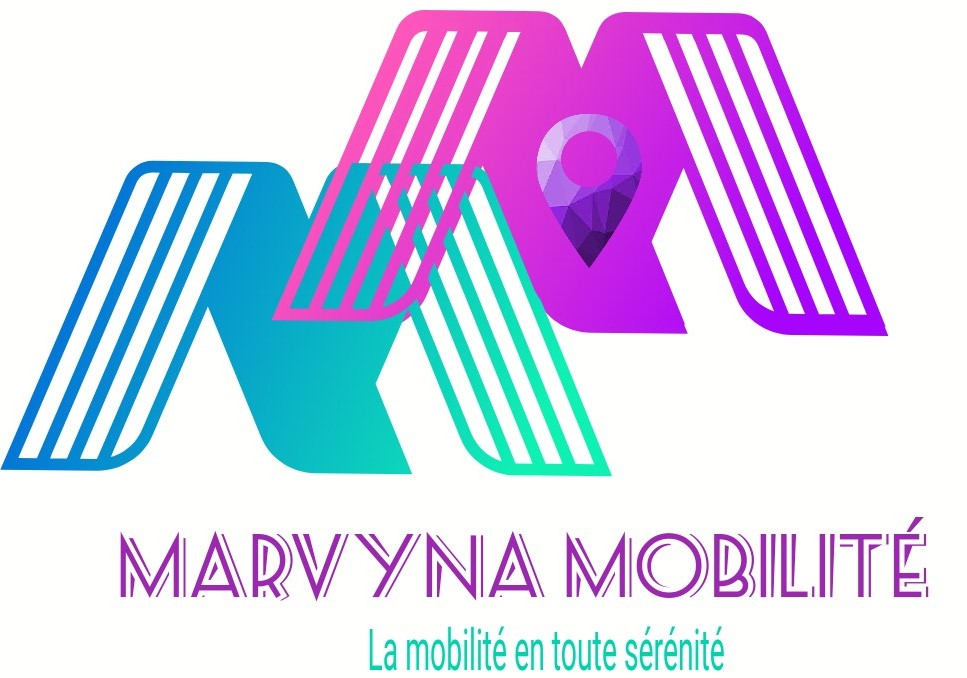 MARVYNA MOBILITÉ
La mobilité en toute sérénité